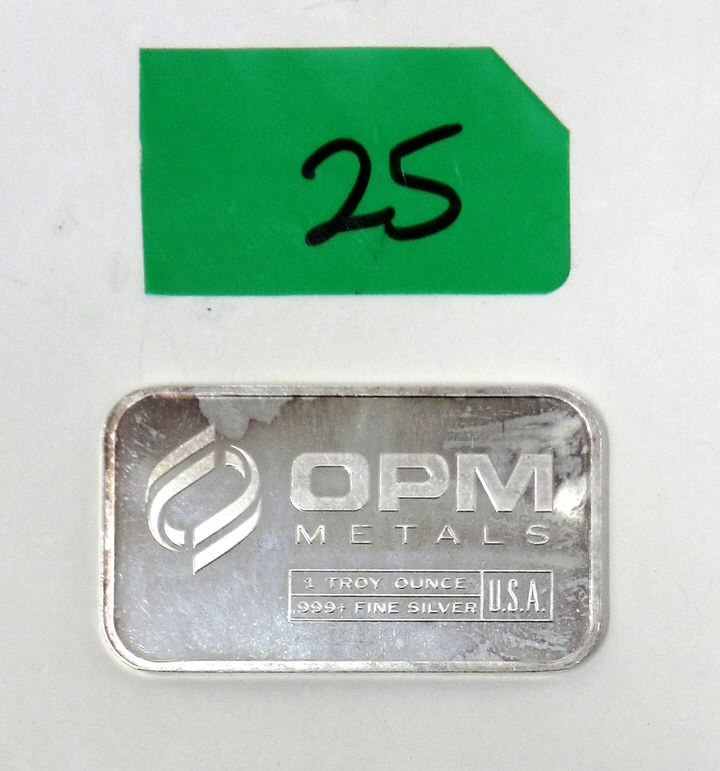 25
OPM
METALS
1 TROY OUNCE
.999+ FINE SILVER
U.S.A.